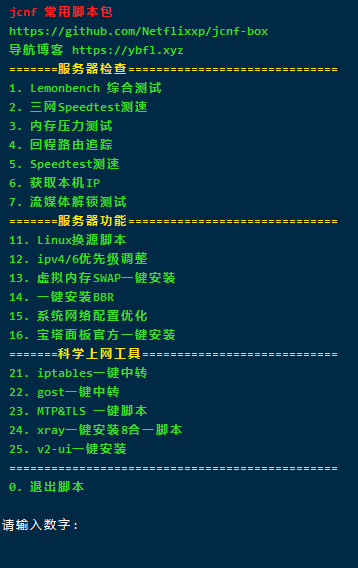 jcnf 常用脚本包
https://github.com/Netflixxp/jcnf-box
导航博客 https://ybfl.xyz
=======服务器检查==============================
1. Lemonbench 综合测试
2. 三网Speedtest测速
3. 内存压力测试
4. 回程路由追踪
5. Speedtest测速
6. 获取本机IP
7. 流媒体解锁测试
=======服务器功能==============================
11. Linux换源脚本
12. ipv4/6优先级调整
13. 虚拟内存SWAP一键安装
14. 一键安装BBR
15. 系统网络配置优化
16. 宝塔面板官方一键安装
=======科学上网工具============================
21. iptables一键中转
22. gost一键中转
23. MTP&TLS 一键脚本
24. xray一键安装8合一脚本
25. v2-ui一键安装
===============================================
0. 退出脚本
请输入数字: